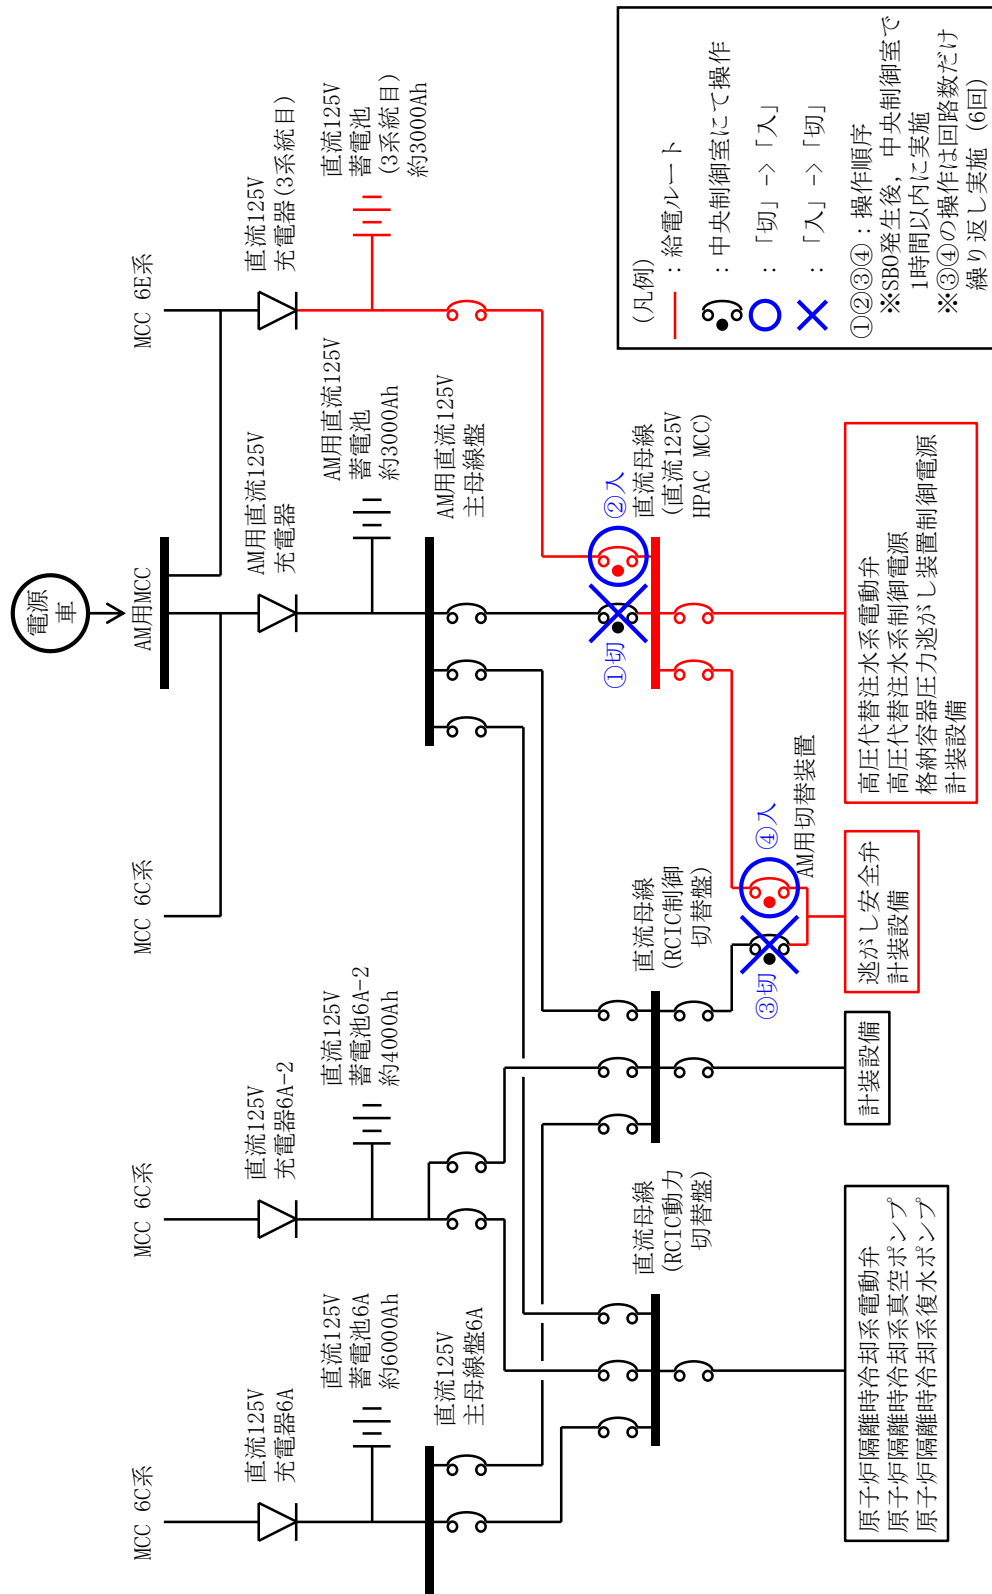 電源
車
AM用MCC
MCC 6C系
MCC 6C系
MCC 6C系
MCC 6E系
直流125V
充電器6A
直流125V
充電器6A-2
AM用直流125V
充電器
直流125V
充電器(3系統目)
直流125V
蓄電池6A
約6000Ah
直流125V
蓄電池6A-2
約4000Ah
AM用直流125V
蓄電池
約3000Ah
直流125V
蓄電池
(3系統目)
約3000Ah
直流125V
主母線盤6A
AM用直流125V
主母線盤
①切
②入
直流母線
(RCIC動力
切替盤)
直流母線
(RCIC制御
切替盤)
直流母線
(直流125V
HPAC MCC)
③切
④入
AM用切替装置
原子炉隔離時冷却系電動弁
原子炉隔離時冷却系真空ポンプ
原子炉隔離時冷却系復水ポンプ
計装設備
逃がし安全弁
計装設備
高圧代替注水系電動弁
高圧代替注水系制御電源
格納容器圧力逃がし装置制御電源
計装設備
(凡例)
：給電ルート
：中央制御室にて操作
：「切」->「入」
：「入」->「切」
①②③④：操作順序
※SBO発生後，中央制御室で
1時間以内に実施
※③④の操作は回路数だけ
繰り返し実施（6回）